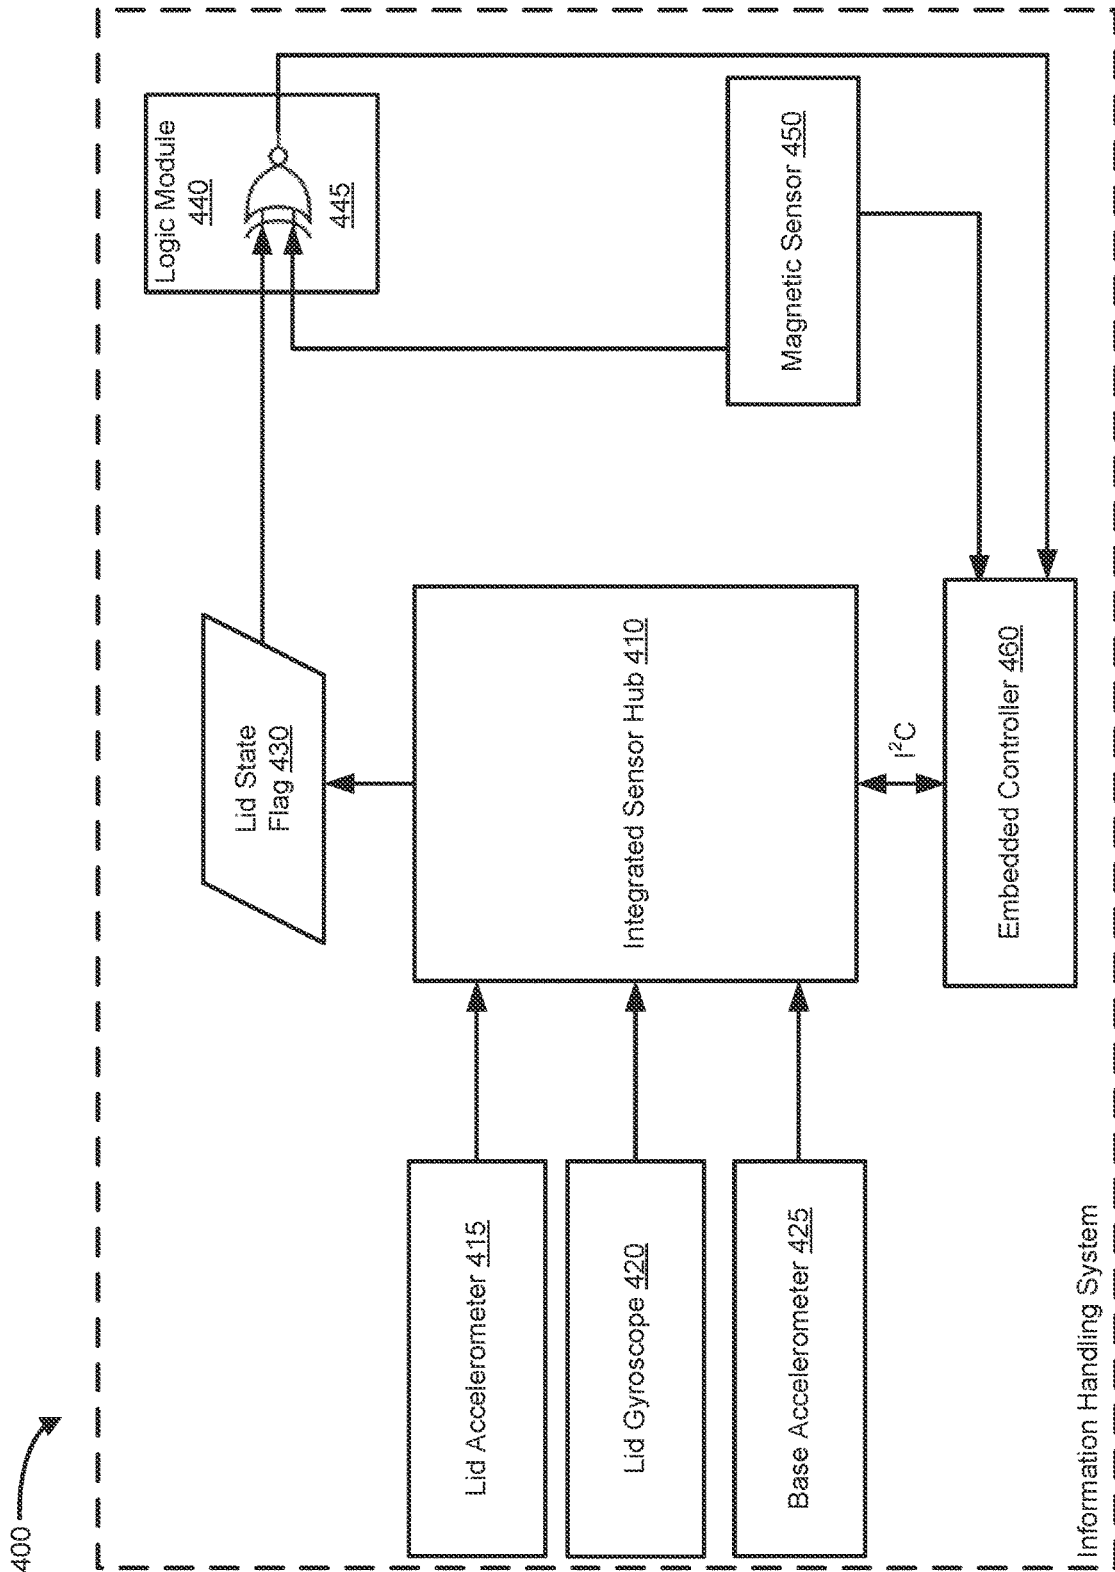 400
Lid Accelerometer 415
Lid Gyroscope 420
Base Accelerometer 425
Lid State
Flag 430
Integrated Sensor Hub 410
I²C
Embedded Controller 460
Logic Module
440
445
Magnetic Sensor 450
Information Handling System